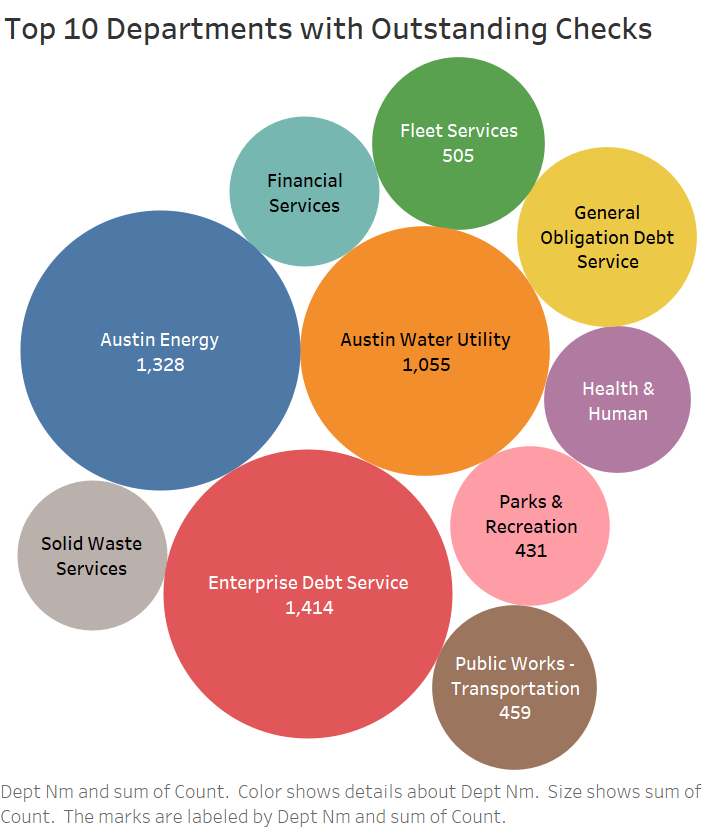 Top 10 Departments with Outstanding Checks
Fleet Services
505
Financial
Services
General
Obligation Debt
Service
Austin Energy
1,328
Austin Water Utility
1,055
Health &
Human
Parks &
Recreation
431
Solid Waste
Services
Enterprise Debt Service
1,414
Public Works -
Transportation
459
Dept Nm and sum of Count.  Color shows details about Dept Nm.  Size shows sum of
Count.  The marks are labeled by Dept Nm and sum of Count.